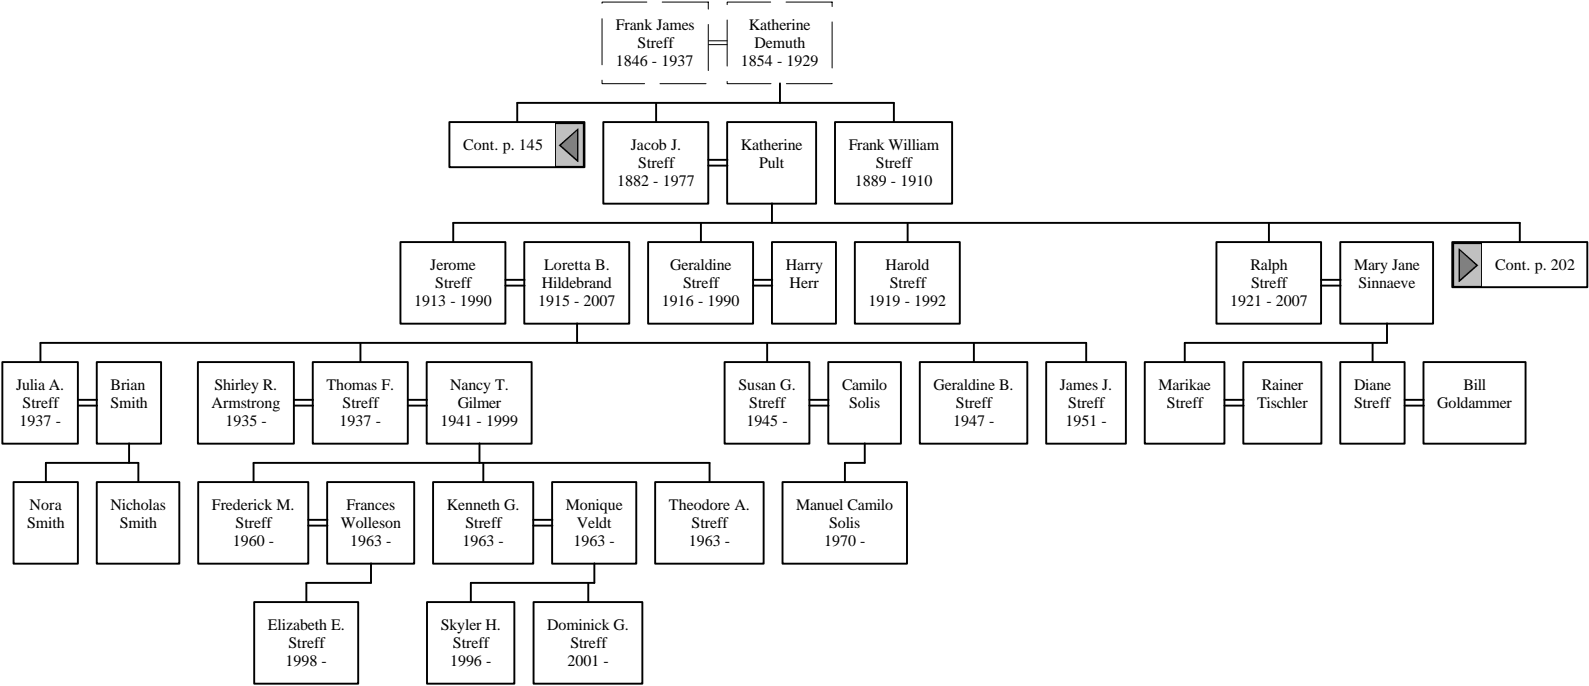 Frank James
Streff
1846 - 1937
Katherine
Demuth
1854 - 1929
Cont. p. 145
Jacob J.
Streff
1882 - 1977
Katherine
Pult
Frank William
Streff
1889 - 1910
Jerome
Streff
1913 - 1990
Loretta B.
Hildebrand
1915 - 2007
Geraldine
Streff
1916 - 1990
Harry
Herr
Harold
Streff
1919 - 1992
Ralph
Streff
1921 - 2007
Mary Jane
Sinnaeve
Cont. p. 202
Julia A.
Streff
1937 -
Brian
Smith
Shirley R.
Armstrong
1935 -
Thomas F.
Streff
1937 -
Nancy T.
Gilmer
1941 - 1999
Susan G.
Streff
1945 -
Camilo
Solis
Geraldine B.
Streff
1947 -
James J.
Streff
1951 -
Marikae
Streff
Rainer
Tischler
Diane
Streff
Bill
Goldammer
Nora
Smith
Nicholas
Smith
Frederick M.
Streff
1960 -
Frances
Wolleson
1963 -
Kenneth G.
Streff
1963 -
Monique
Veldt
1963 -
Theodore A.
Streff
1963 -
Manuel Camilo
Solis
1970 -
Elizabeth E.
Streff
1998 -
Skyler H.
Streff
1996 -
Dominick G.
Streff
2001 -